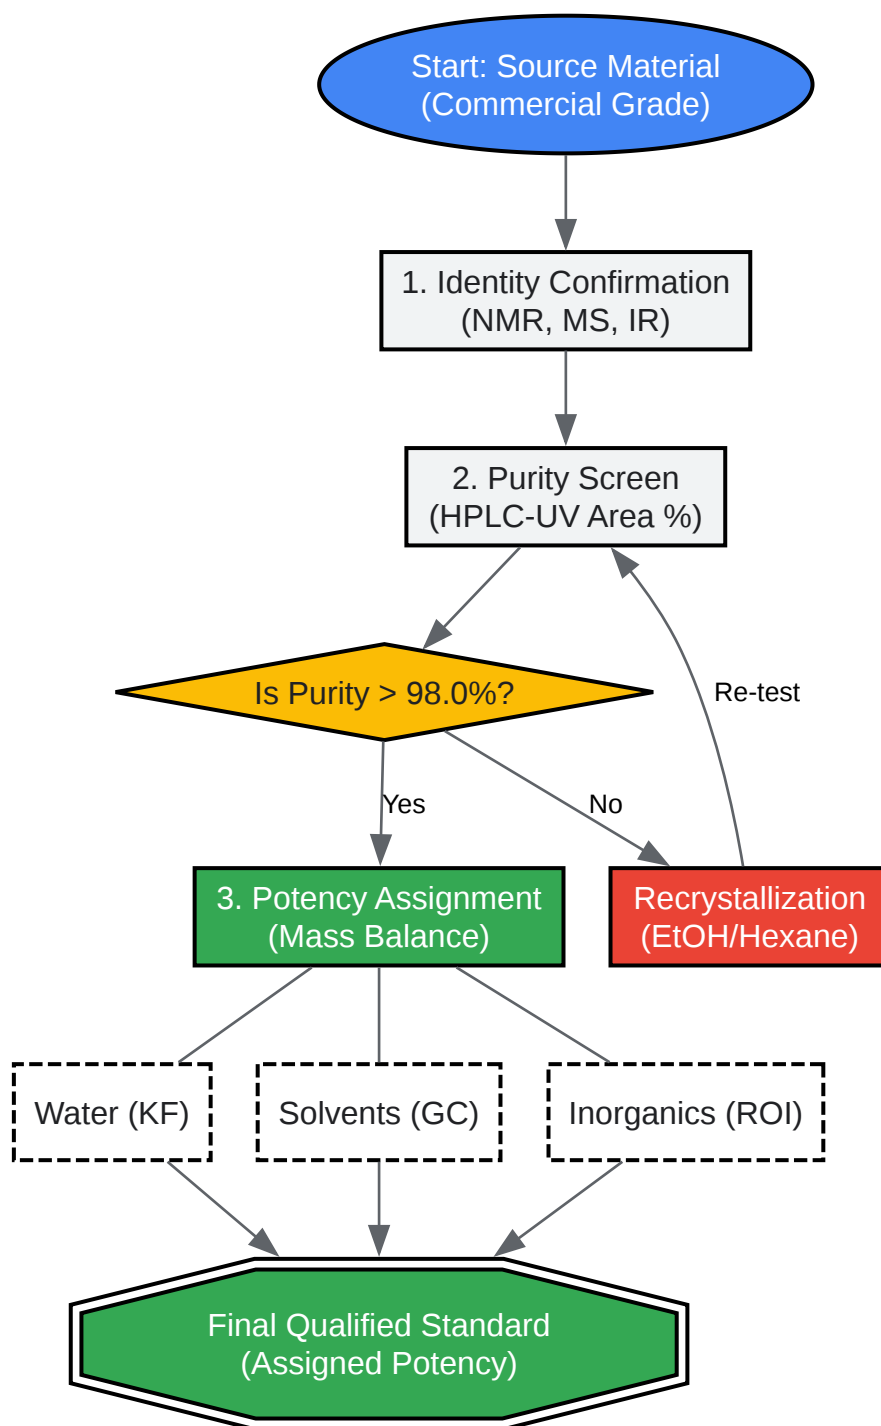 Start: Source Material
(Commercial Grade)
1. Identity Confirmation
(NMR, MS, IR)
2. Purity Screen
(HPLC-UV Area %)
Is Purity > 98.0%?
Re-test
Yes
No
3. Potency Assignment
(Mass Balance)
Recrystallization
(EtOH/Hexane)
Water (KF)
Solvents (GC)
Inorganics (ROI)
Final Qualified Standard
(Assigned Potency)